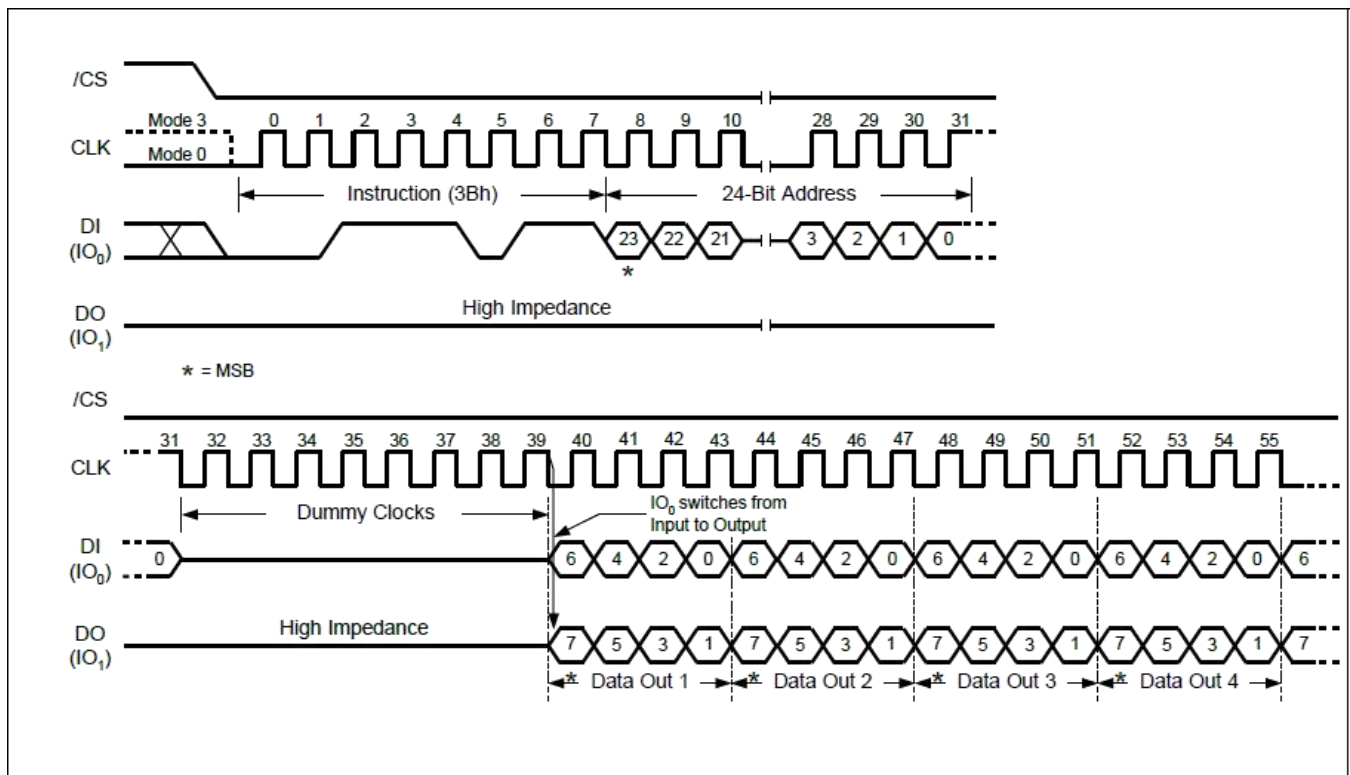 /CS
Mode 3 0 1 2 3 4 5 6 7 8 9 10 28 29 30 31
CLK
Mode 0
Instruction (3Bh) 24-Bit Address
DI
(IO0) 23 22 21 3 2 1 0
*
DO High Impedance
(IO1)
* = MSB
/CS
31 32 33 34 35 36 37 38 39 40 41 42 43 44 45 46 47 48 49 50 51 52 53 54 55
CLK
Dummy Clocks
IO0 switches from
Input to Output
DI
(IO0) 0 6 4 2 0 6 4 2 0 6 4 2 0 6 4 2 0 6
DO High Impedance
(IO1) 7 5 3 1 7 5 3 1 7 5 3 1 7 5 3 1 7
* Data Out 1 * Data Out 2 * Data Out 3 * Data Out 4